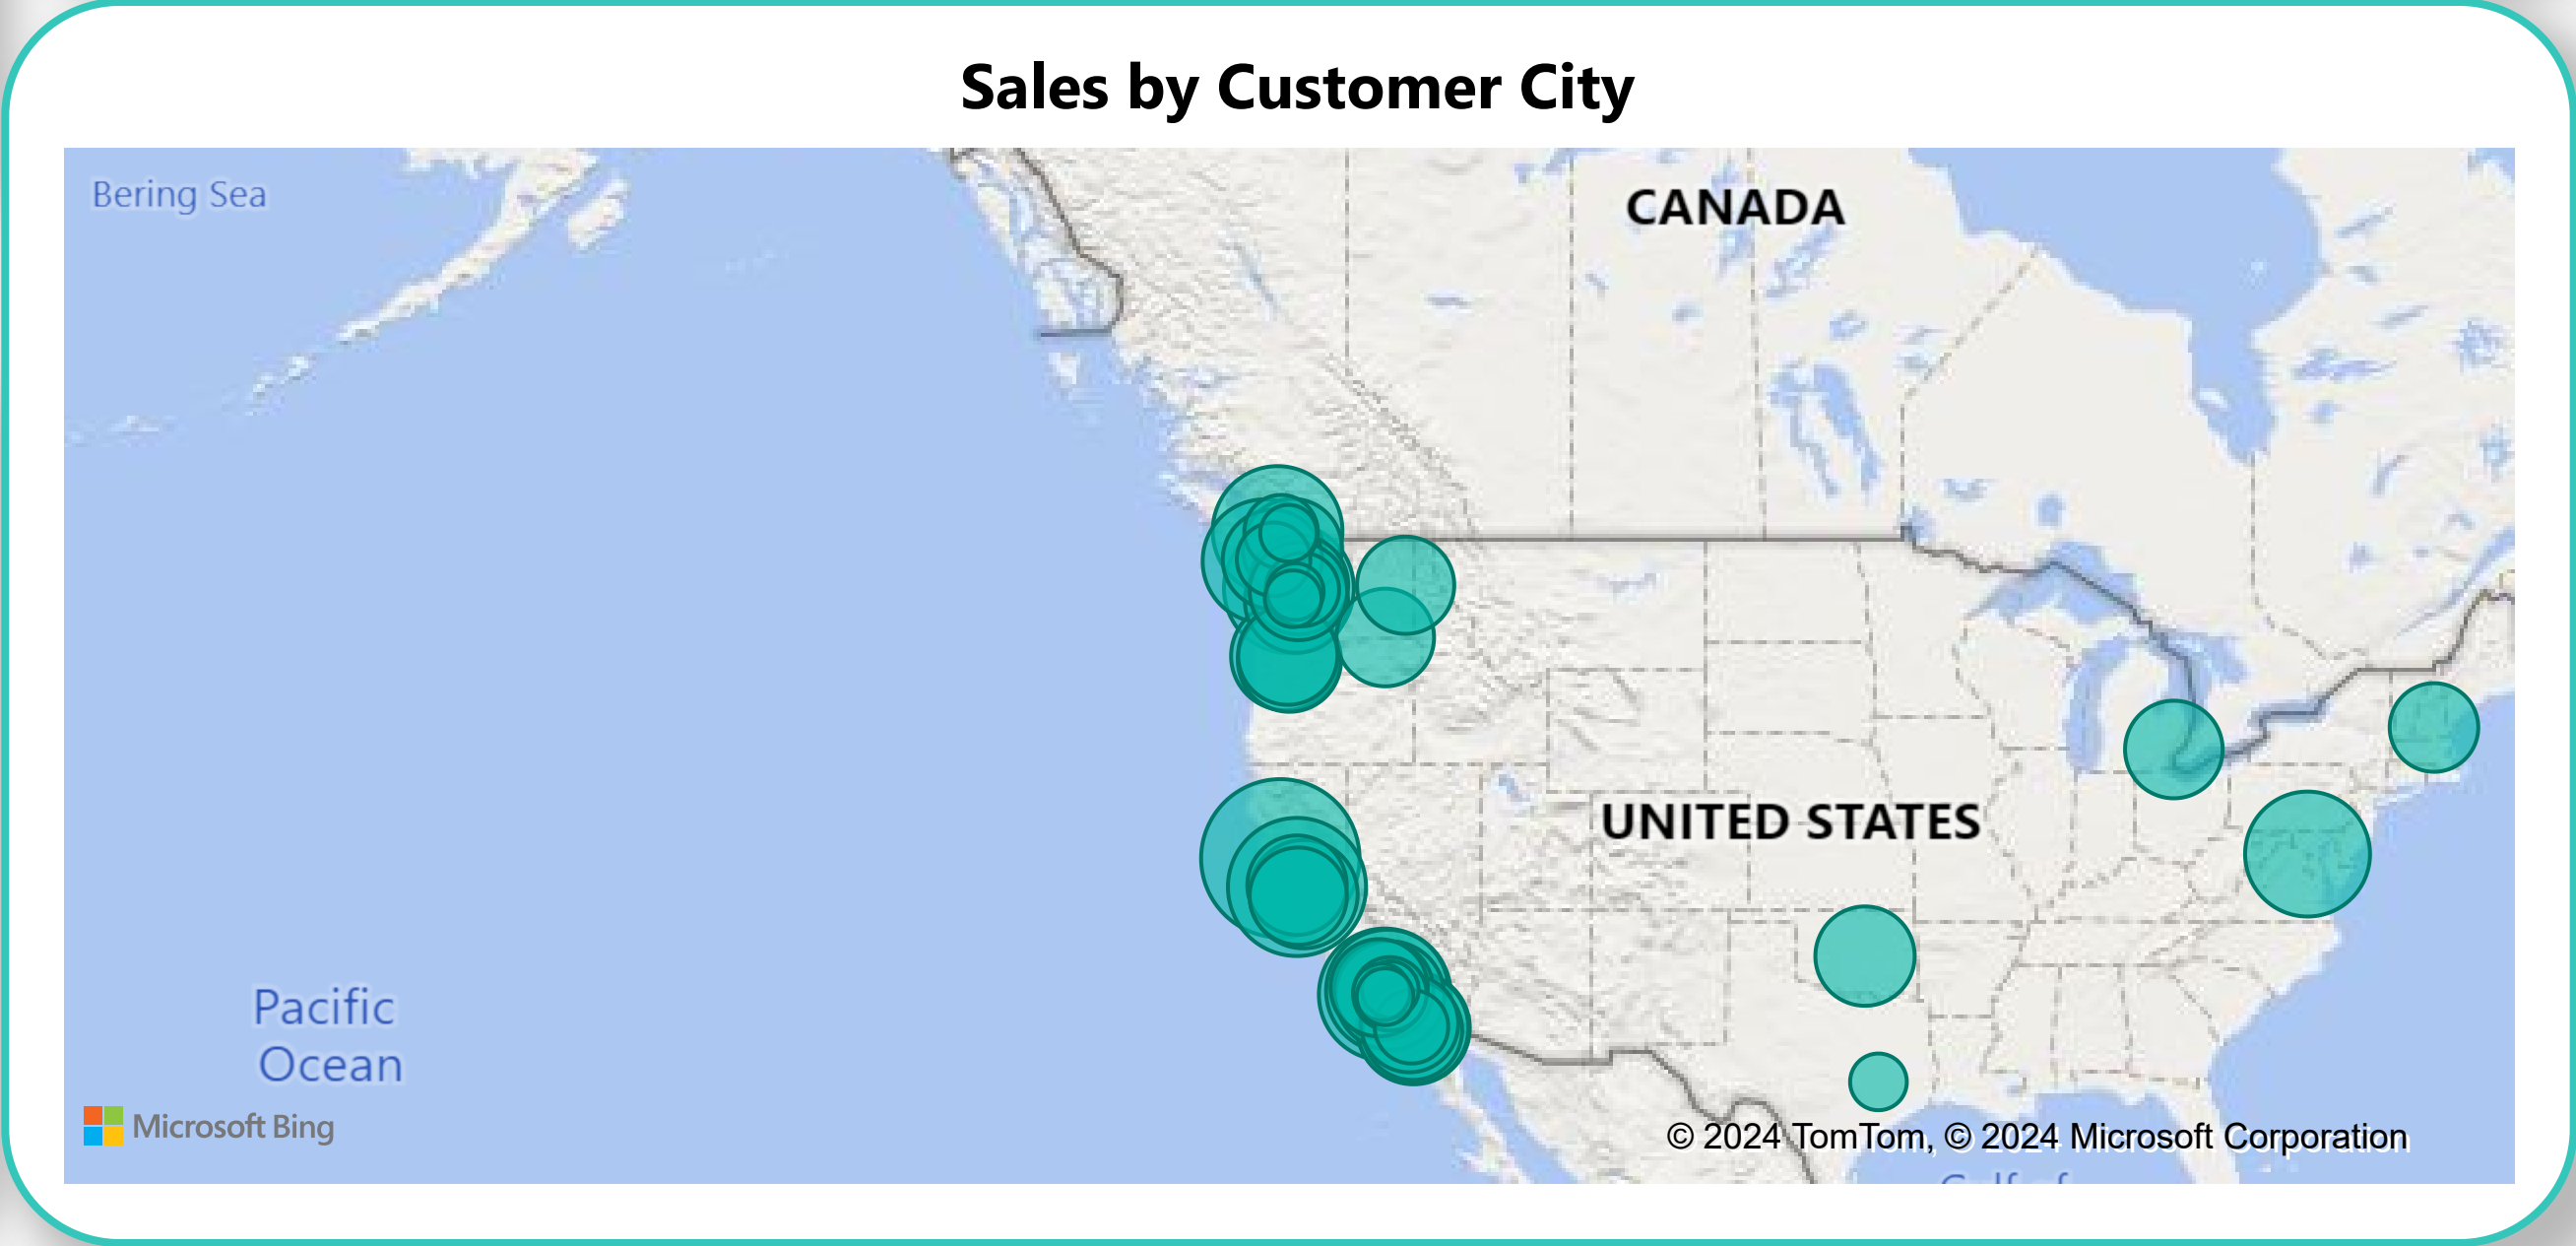 Sales by Customer City
Bering Sea
CANADA
UNITED STATES
Pacific
Ocean
Microsoft Bing
© 2024 TomTom, © 2024 Microsoft Corporation